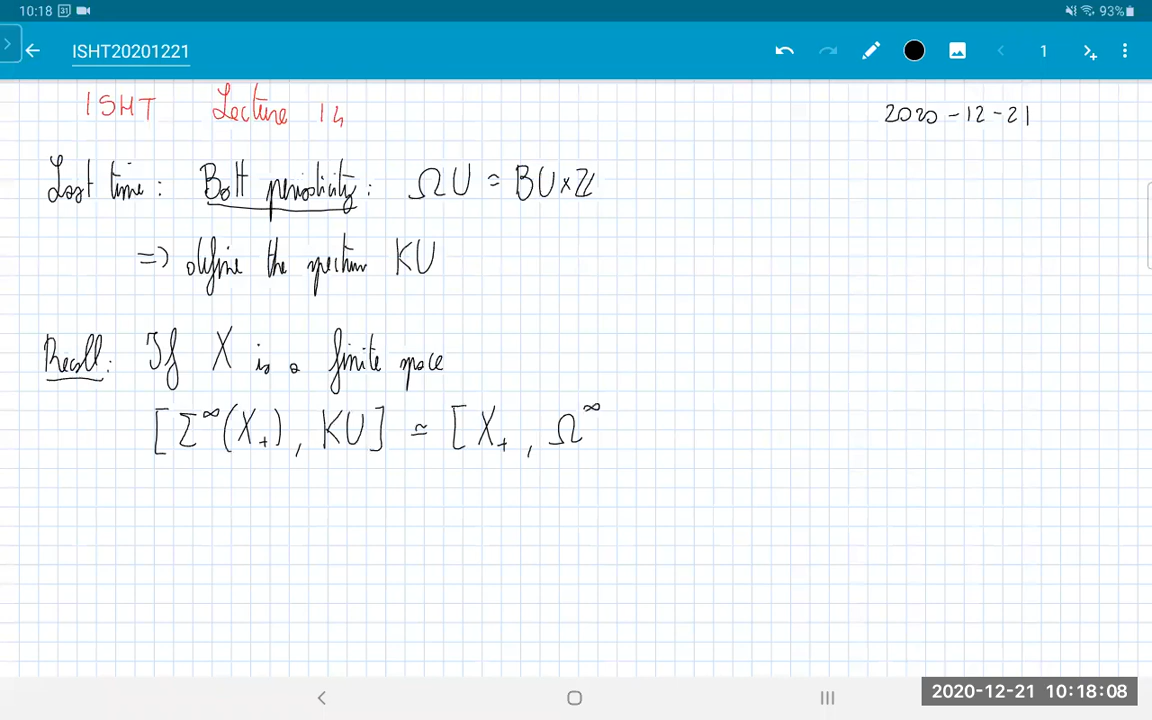 10:18 31 93%
ISHT20201221 1
ISHT Lecture 14 2020-12-21
Last time: Bott periodicity: ΩU = BU×Z
=> define the spectrum KU
Recall: If X is a finite space
[Σ^∞(X₊), KU] ≃ [X₊, Ω^∞
2020-12-21 10:18:08